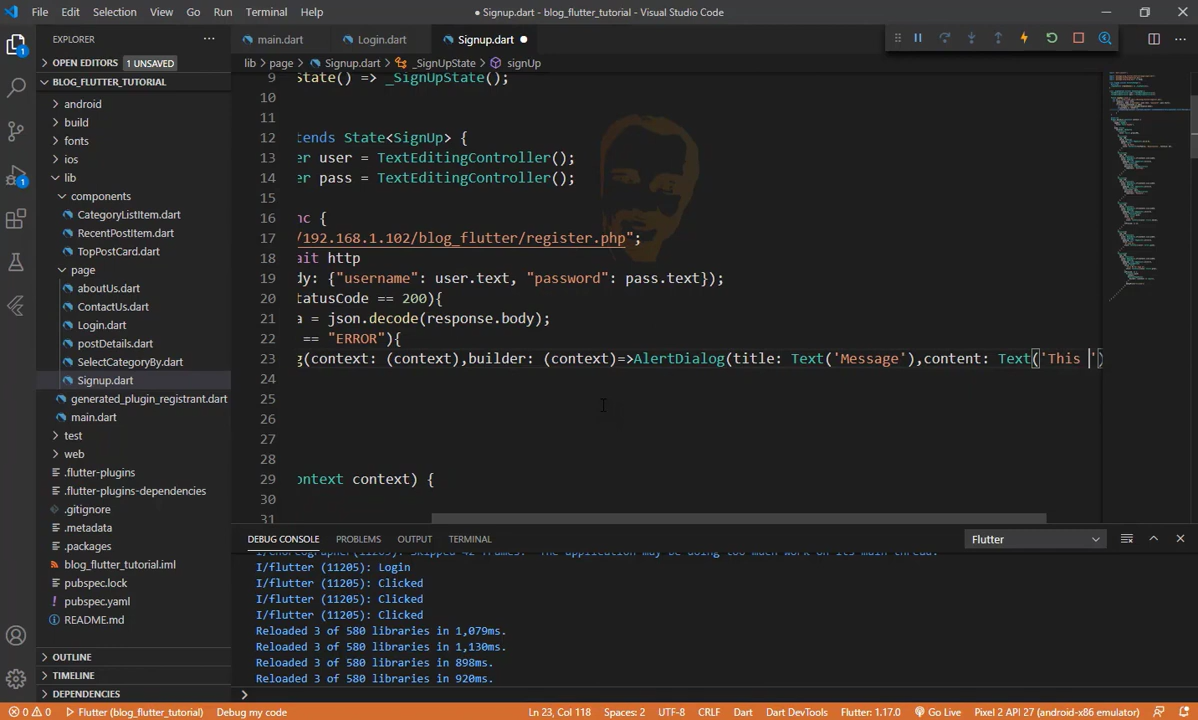 File Edit Selection View Go Run Terminal Help
● Signup.dart - blog_flutter_tutorial - Visual Studio Code
EXPLORER
OPEN EDITORS 1 UNSAVED
BLOG_FLUTTER_TUTORIAL
android
build
fonts
ios
lib
components
CategoryListItem.dart
RecentPostItem.dart
TopPostCard.dart
page
aboutUs.dart
ContactUs.dart
Login.dart
postDetails.dart
SelectCategoryBy.dart
Signup.dart
generated_plugin_registrant.dart
main.dart
test
web
.flutter-plugins
.flutter-plugins-dependencies
.gitignore
.metadata
.packages
blog_flutter_tutorial.iml
pubspec.lock
pubspec.yaml
README.md
OUTLINE
TIMELINE
DEPENDENCIES
main.dart Login.dart Signup.dart
lib > page > Signup.dart > _SignUpState > signUp
9 State() => _SignUpState();
10
11
12 tends State<SignUp> {
13 er user = TextEditingController();
14 er pass = TextEditingController();
15
16 nc {
17 /192.168.1.102/blog_flutter/register.php";
18 ait http
19 dy: {"username": user.text, "password": pass.text});
20 tatusCode == 200){
21 a = json.decode(response.body);
22 == "ERROR"){
23 g(context: (context),builder: (context)=>AlertDialog(title: Text('Message'),content: Text('This ')
24
25
26
27
28
29 ontext context) {
30
31
DEBUG CONSOLE PROBLEMS OUTPUT TERMINAL Flutter
I/flutter (11205): Login
I/flutter (11205): Clicked
I/flutter (11205): Clicked
I/flutter (11205): Clicked
Reloaded 3 of 580 libraries in 1,079ms.
Reloaded 3 of 580 libraries in 1,130ms.
Reloaded 3 of 580 libraries in 898ms.
Reloaded 3 of 580 libraries in 920ms.
0 0 Flutter (blog_flutter_tutorial) Debug my code Ln 23, Col 118 Spaces: 2 UTF-8 CRLF Dart Dart DevTools Flutter: 1.17.0 Go Live Pixel 2 API 27 (android-x86 emulator)